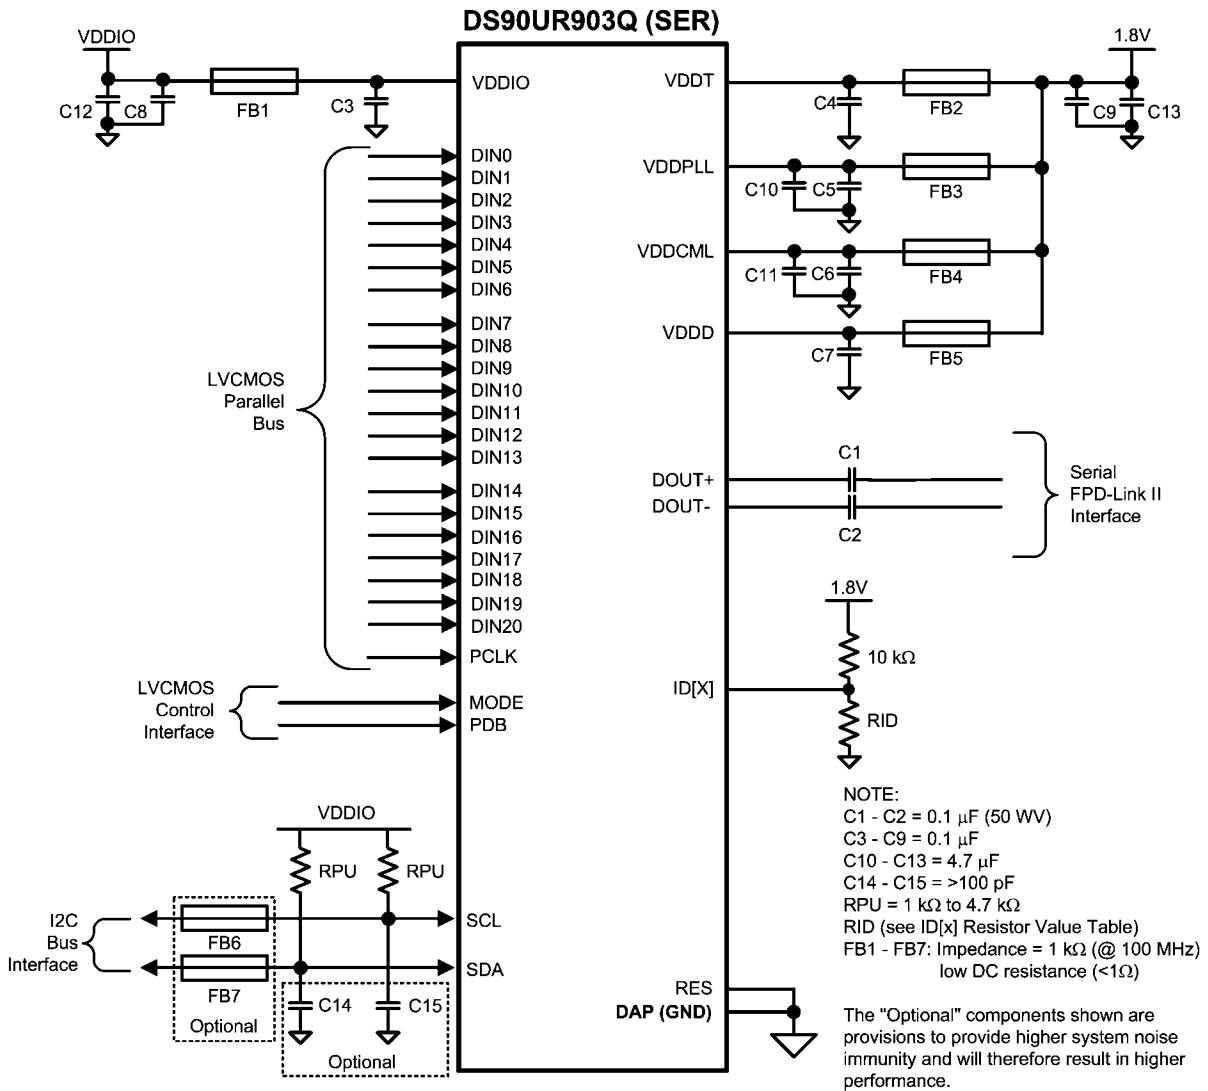 DS90UR903Q (SER)
VDDIO
C12
C8
FB1
C3
VDDIO
DIN0
DIN1
DIN2
DIN3
DIN4
DIN5
DIN6
DIN7
DIN8
DIN9
DIN10
DIN11
DIN12
DIN13
DIN14
DIN15
DIN16
DIN17
DIN18
DIN19
DIN20
PCLK
LVCMOS
Parallel
Bus
LVCMOS
Control
Interface
MODE
PDB
VDDIO
RPU
RPU
I2C
Bus
Interface
FB6
FB7
Optional
SCL
SDA
C14
C15
Optional
VDDT
C4
FB2
1.8V
C9
C13
VDDPLL
C10
C5
FB3
VDDCML
C11
C6
FB4
VDDD
C7
FB5
DOUT+
DOUT-
C1
C2
Serial
FPD-Link II
Interface
1.8V
10 kΩ
ID[X]
RID
RES
DAP (GND)
NOTE:
C1 - C2 = 0.1 μF (50 WV)
C3 - C9 = 0.1 μF
C10 - C13 = 4.7 μF
C14 - C15 = >100 pF
RPU = 1 kΩ to 4.7 kΩ
RID (see ID[x] Resistor Value Table)
FB1 - FB7: Impedance = 1 kΩ (@ 100 MHz)
low DC resistance (<1Ω)
The "Optional" components shown are
provisions to provide higher system noise
immunity and will therefore result in higher
performance.